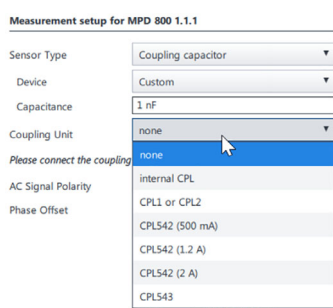 Measurement setup for MPD 800 1.1.1
Sensor Type Coupling capacitor
Device Custom
Capacitance 1 nF
Coupling Unit none
Please connect the coupling none
internal CPL
AC Signal Polarity
CPL1 or CPL2
Phase Offset
CPL542 (500 mA)
CPL542 (1.2 A)
CPL542 (2 A)
CPL543